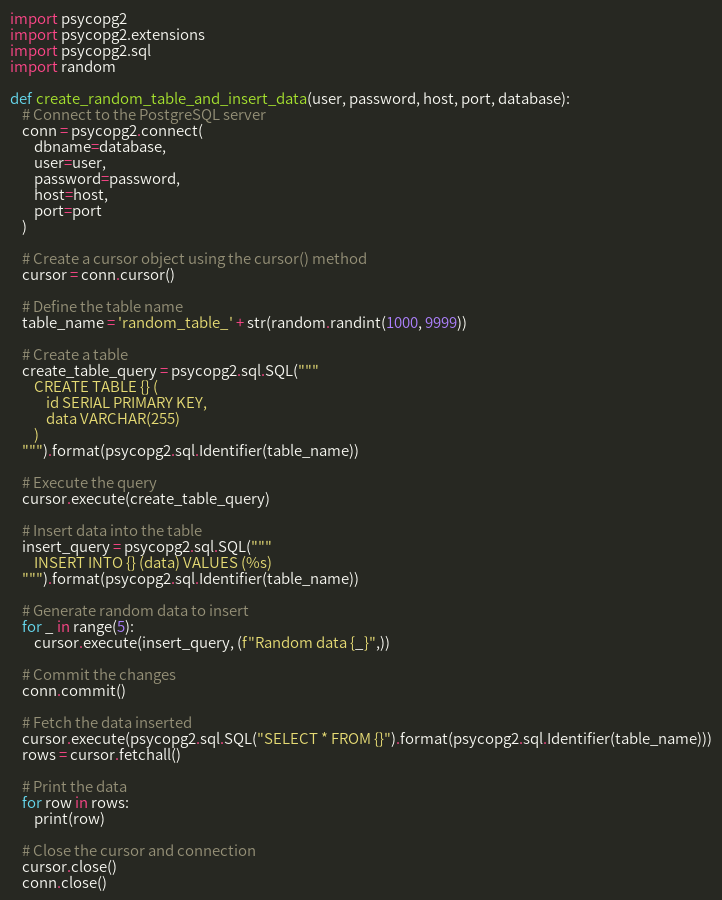 import psycopg2
import psycopg2.extensions
import psycopg2.sql
import random

def create_random_table_and_insert_data(user, password, host, port, database):
    # Connect to the PostgreSQL server
    conn = psycopg2.connect(
        dbname=database,
        user=user,
        password=password,
        host=host,
        port=port
    )

    # Create a cursor object using the cursor() method
    cursor = conn.cursor()

    # Define the table name
    table_name = 'random_table_' + str(random.randint(1000, 9999))

    # Create a table
    create_table_query = psycopg2.sql.SQL("""
        CREATE TABLE {} (
            id SERIAL PRIMARY KEY,
            data VARCHAR(255)
        )
    """).format(psycopg2.sql.Identifier(table_name))

    # Execute the query
    cursor.execute(create_table_query)

    # Insert data into the table
    insert_query = psycopg2.sql.SQL("""
        INSERT INTO {} (data) VALUES (%s)
    """).format(psycopg2.sql.Identifier(table_name))

    # Generate random data to insert
    for _ in range(5):
        cursor.execute(insert_query, (f"Random data {_}",))

    # Commit the changes
    conn.commit()

    # Fetch the data inserted
    cursor.execute(psycopg2.sql.SQL("SELECT * FROM {}").format(psycopg2.sql.Identifier(table_name)))
    rows = cursor.fetchall()

    # Print the data
    for row in rows:
        print(row)

    # Close the cursor and connection
    cursor.close()
    conn.close()